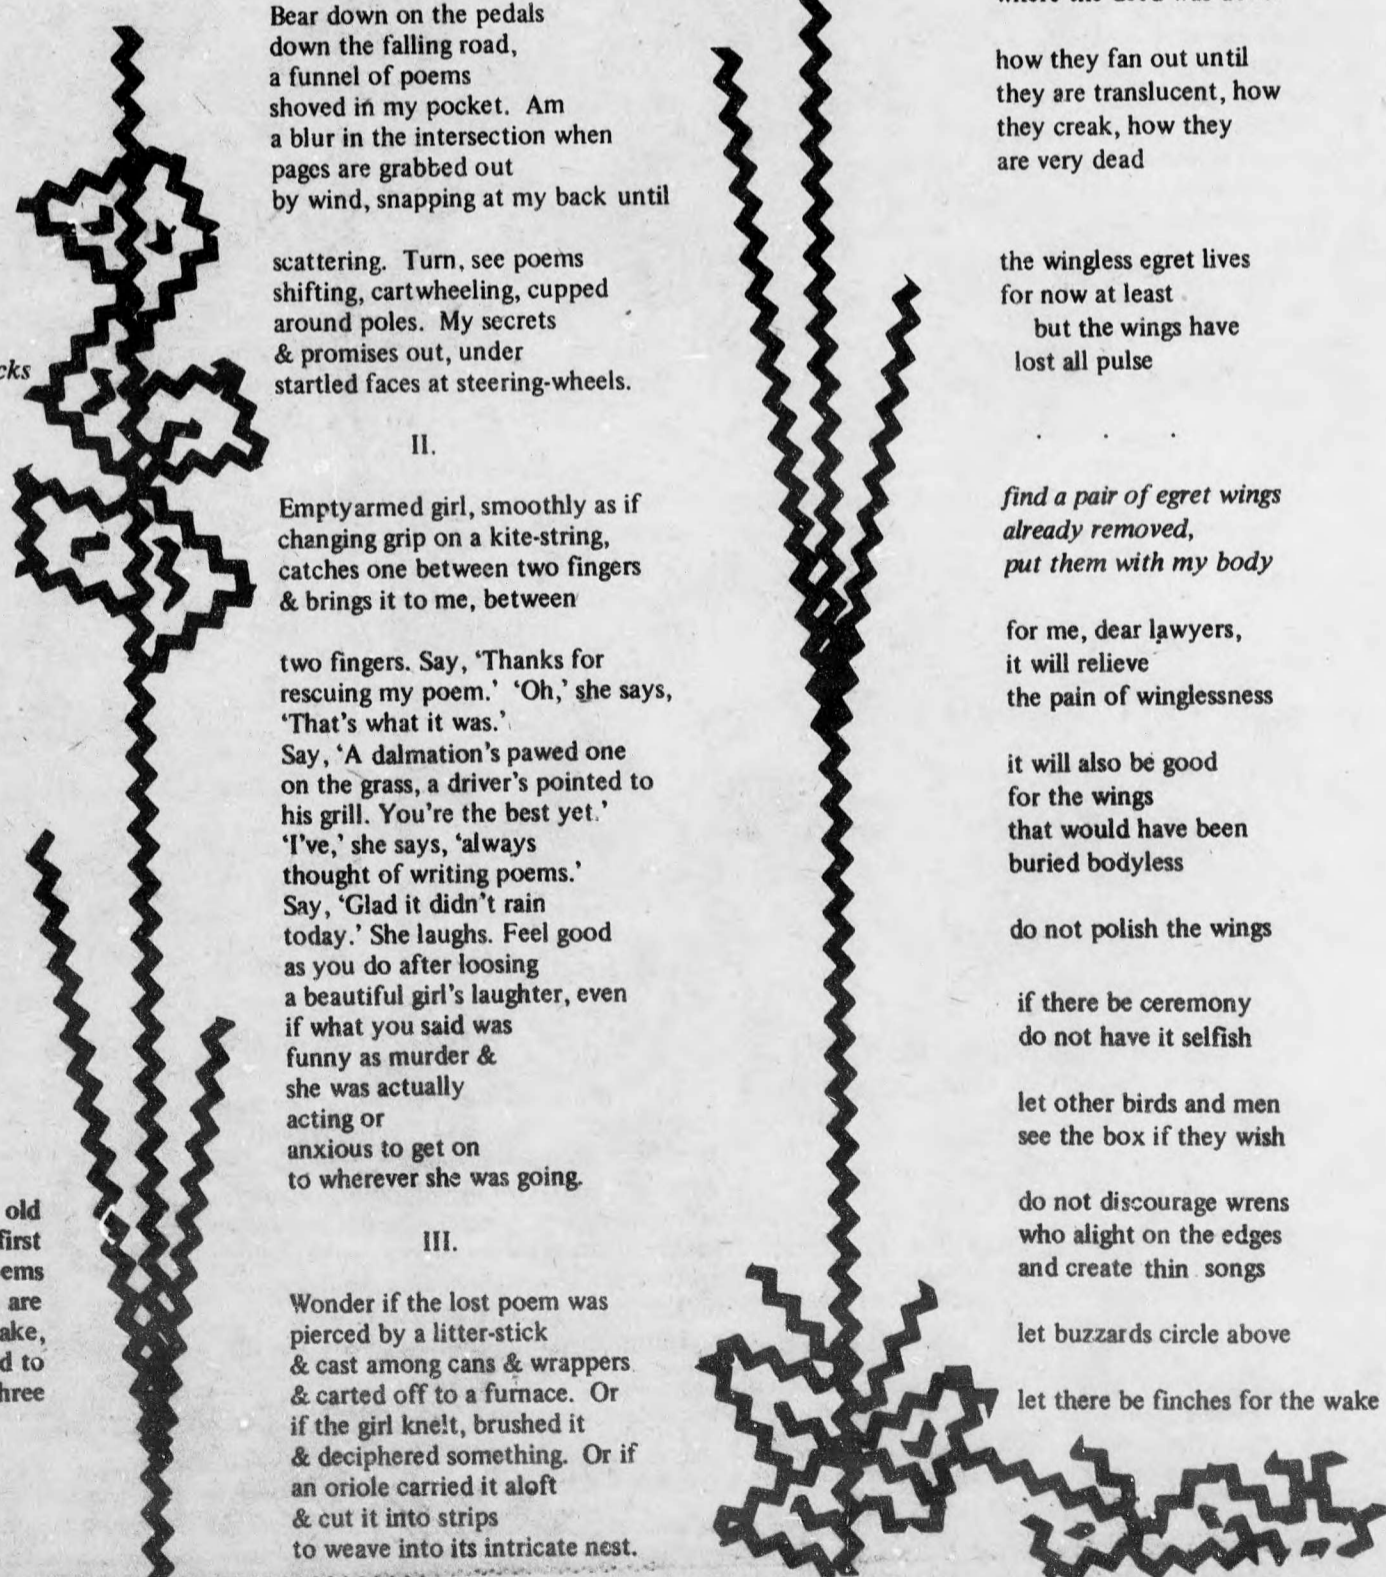 cks
old
first
ems
are
ake,
d to
hree
Bear down on the pedals
down the falling road,
a funnel of poems
shoved in my pocket. Am
a blur in the intersection when
pages are grabbed out
by wind, snapping at my back until
scattering. Turn, see poems
shifting, cartwheeling, cupped
around poles. My secrets
& promises out, under
startled faces at steering-wheels.
II.
Emptyarmed girl, smoothly as if
changing grip on a kite-string,
catches one between two fingers
& brings it to me, between
two fingers. Say, ‘Thanks for
rescuing my poem.’ ‘Oh,’ she says,
‘That's what it was.’
Say, ‘A dalmation's pawed one
on the grass, a driver's pointed to
his grill. You're the best yet.’
‘I've,’ she says, ‘always
thought of writing poems.’
Say, ‘Glad it didn't rain
today.’ She laughs. Feel good
as you do after loosing
a beautiful girl's laughter, even
if what you said was
funny as murder &
she was actually
acting or
anxious to get on
to wherever she was going.
III.
Wonder if the lost poem was
pierced by a litter-stick
& cast among cans & wrappers
& carted off to a furnace. Or
if the girl knelt, brushed it
& deciphered something. Or if
an oriole carried it aloft
& cut it into strips
to weave into its intricate nest.
how they fan out until
they are translucent, how
they creak, how they
are very dead
the wingless egret lives
for now at least
but the wings have
lost all pulse
. . .
find a pair of egret wings
already removed,
put them with my body
for me, dear lawyers,
it will relieve
the pain of winglessness
it will also be good
for the wings
that would have been
buried bodyless
do not polish the wings
if there be ceremony
do not have it selfish
let other birds and men
see the box if they wish
do not discourage wrens
who alight on the edges
and create thin songs
let buzzards circle above
let there be finches for the wake